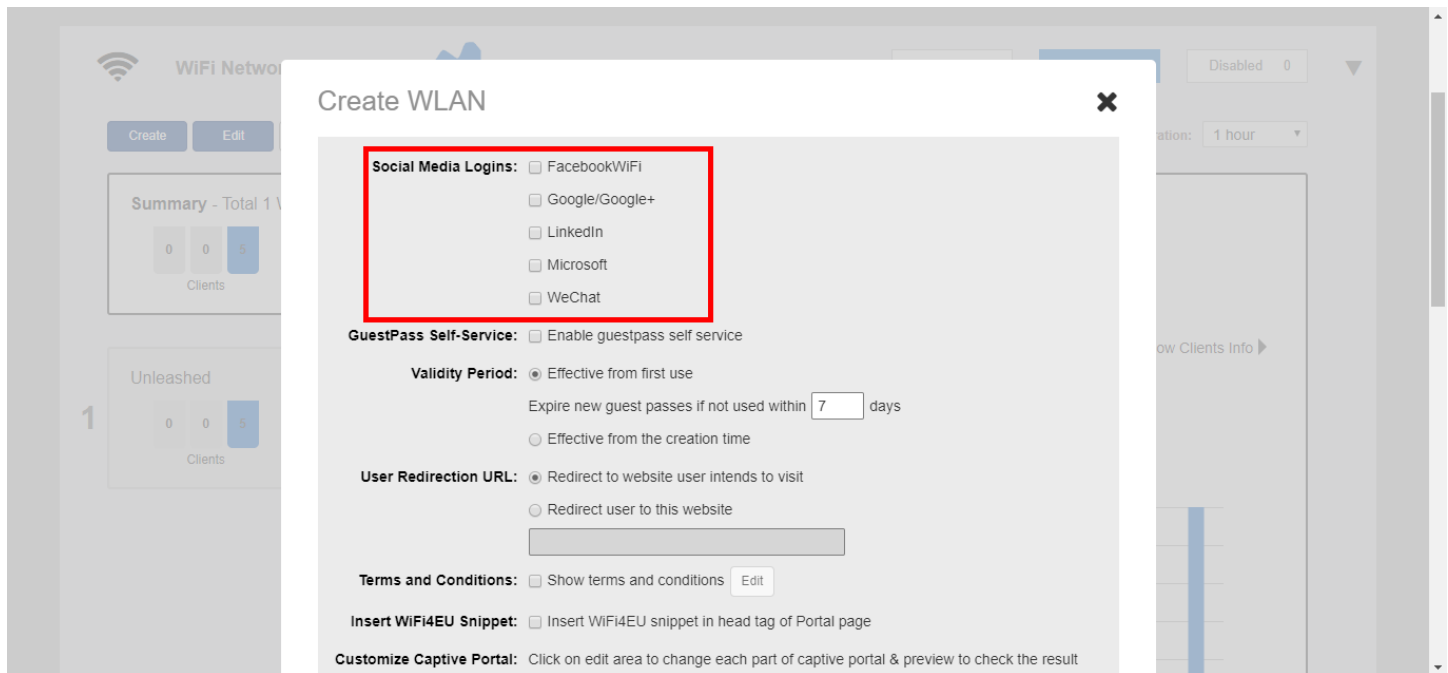 WiFi Networ
Disabled 0
Create WLAN
Create Edit
ation: 1 hour
Social Media Logins: FacebookWiFi
Google/Google+
LinkedIn
Microsoft
WeChat
Summary - Total 1
0 0 5
Clients
GuestPass Self-Service: Enable guestpass self service
ow Clients Info
Validity Period: Effective from first use
Expire new guest passes if not used within 7 days
Effective from the creation time
Unleashed
1
0 0 5
Clients
User Redirection URL: Redirect to website user intends to visit
Redirect user to this website
Terms and Conditions: Show terms and conditions Edit
Insert WiFi4EU Snippet: Insert WiFi4EU snippet in head tag of Portal page
Customize Captive Portal: Click on edit area to change each part of captive portal & preview to check the result